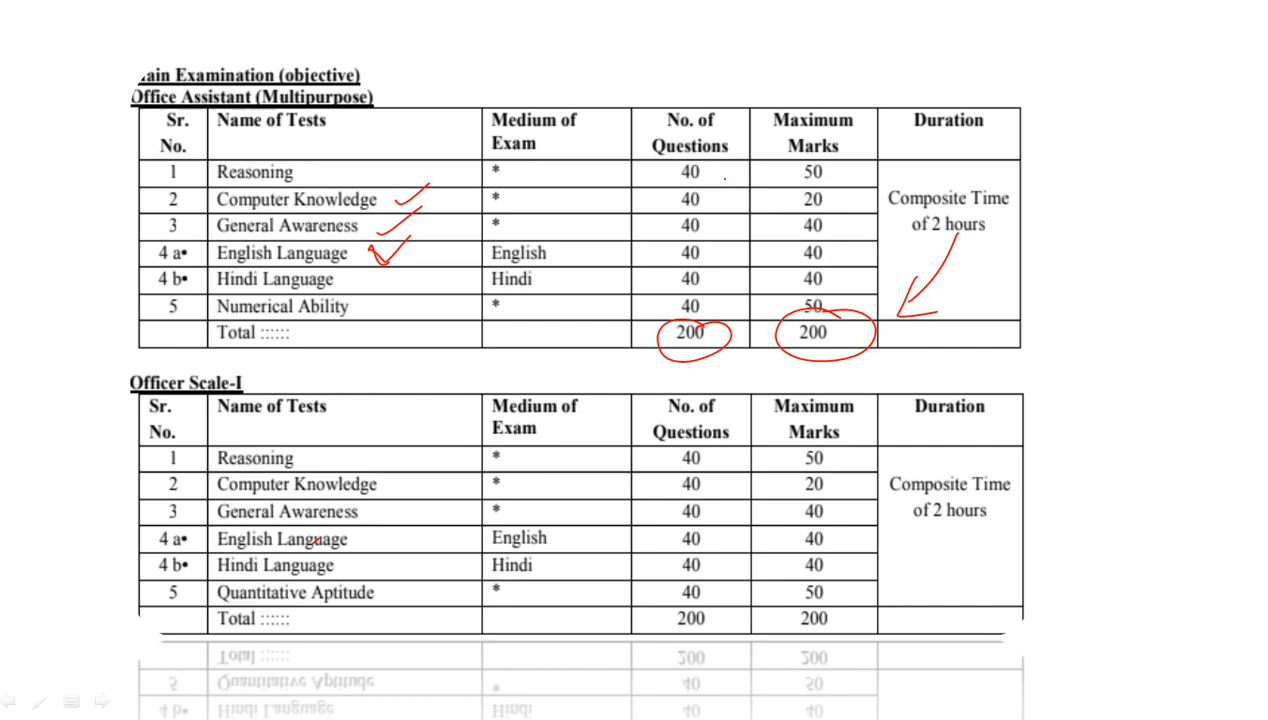 ain Examination (objective)
Office Assistant (Multipurpose)
Sr. No. Name of Tests Medium of Exam No. of Questions Maximum Marks Duration
1 Reasoning * 40 50 Composite Time of 2 hours
2 Computer Knowledge * 40 20
3 General Awareness * 40 40
4 a• English Language English 40 40
4 b• Hindi Language Hindi 40 40
5 Numerical Ability * 40 50
Total :::::: 200 200
Officer Scale-I
Sr. No. Name of Tests Medium of Exam No. of Questions Maximum Marks Duration
1 Reasoning * 40 50 Composite Time of 2 hours
2 Computer Knowledge * 40 20
3 General Awareness * 40 40
4 a• English Language English 40 40
4 b• Hindi Language Hindi 40 40
5 Quantitative Aptitude * 40 50
Total :::::: 200 200